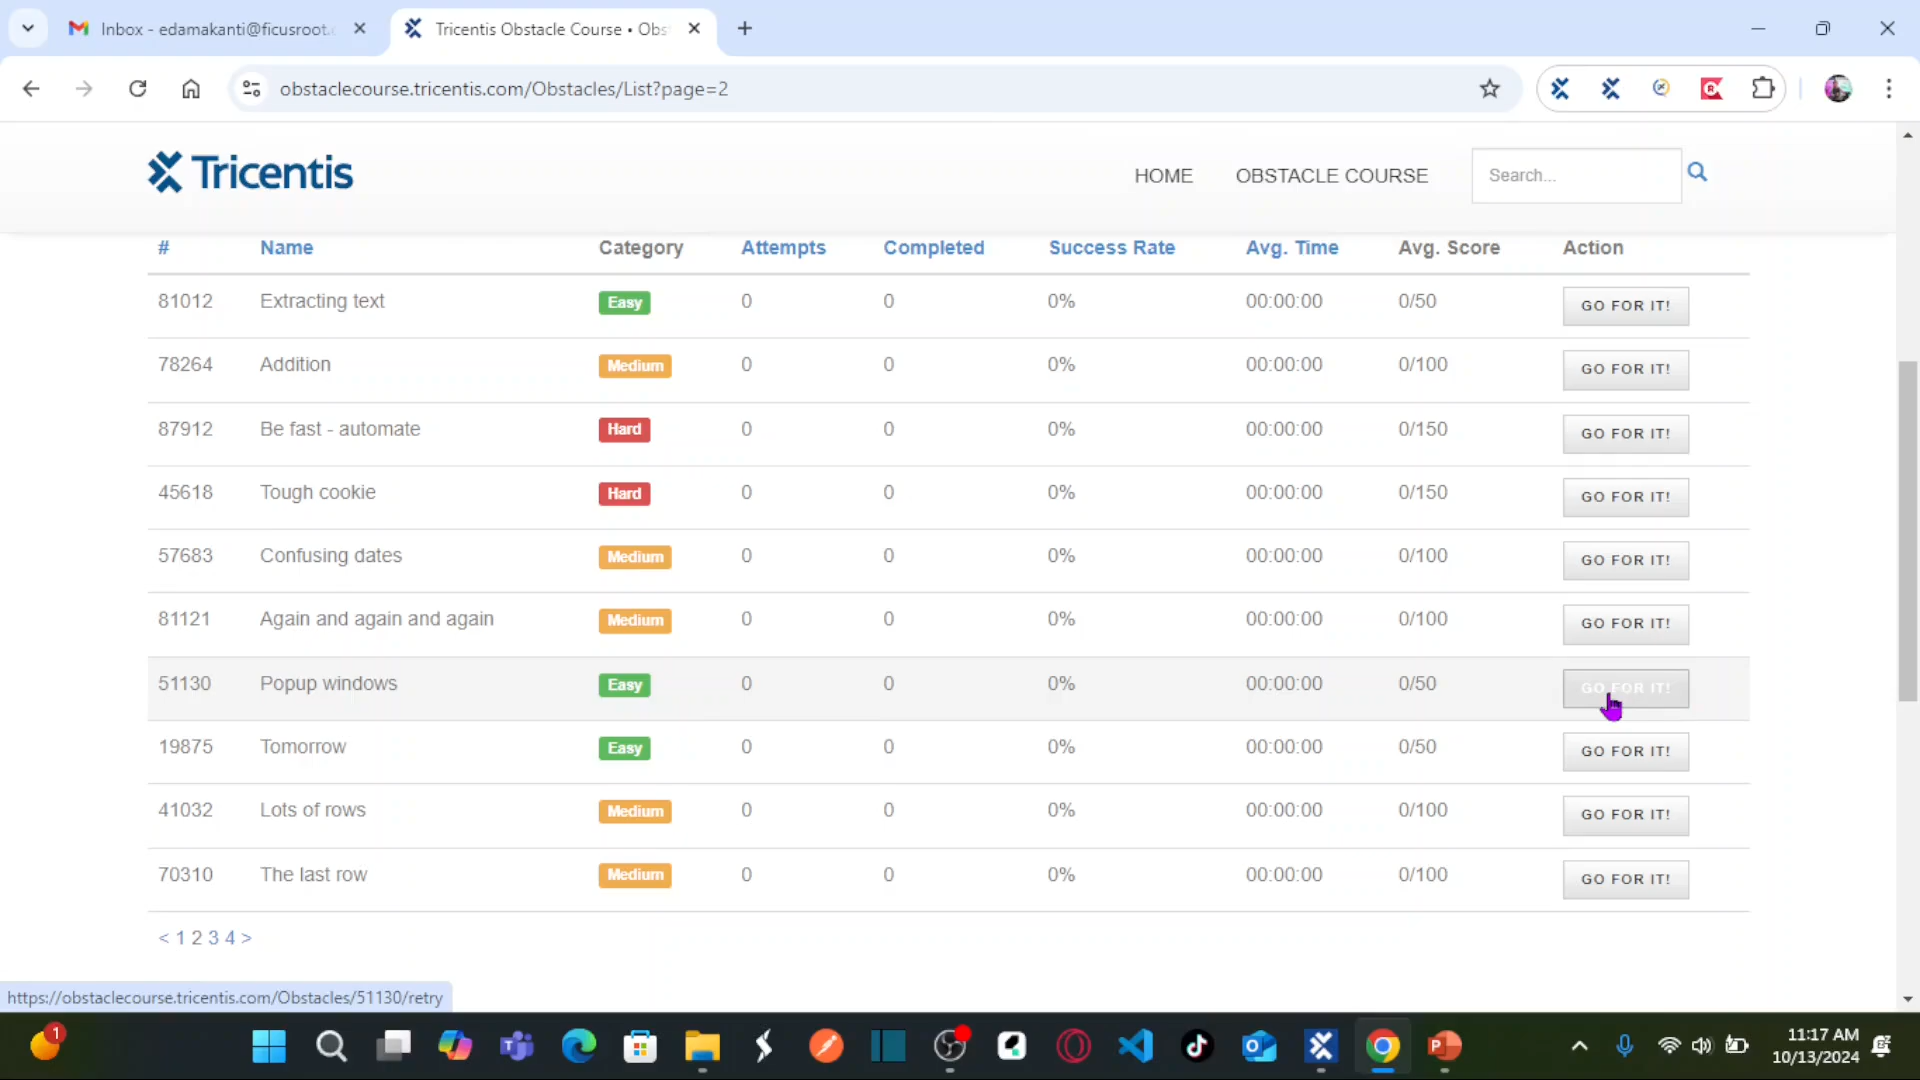 Inbox - edamakanti@ficusroot.
Tricentis Obstacle Course • Obs
obstaclecourse.tricentis.com/Obstacles/List?page=2
Tricentis
HOME OBSTACLE COURSE Search...
# Name Category Attempts Completed Success Rate Avg. Time Avg. Score Action
81012 Extracting text Easy 0 0 0% 00:00:00 0/50 GO FOR IT!
78264 Addition Medium 0 0 0% 00:00:00 0/100 GO FOR IT!
87912 Be fast - automate Hard 0 0 0% 00:00:00 0/150 GO FOR IT!
45618 Tough cookie Hard 0 0 0% 00:00:00 0/150 GO FOR IT!
57683 Confusing dates Medium 0 0 0% 00:00:00 0/100 GO FOR IT!
81121 Again and again and again Medium 0 0 0% 00:00:00 0/100 GO FOR IT!
51130 Popup windows Easy 0 0 0% 00:00:00 0/50 GO FOR IT!
19875 Tomorrow Easy 0 0 0% 00:00:00 0/50 GO FOR IT!
41032 Lots of rows Medium 0 0 0% 00:00:00 0/100 GO FOR IT!
70310 The last row Medium 0 0 0% 00:00:00 0/100 GO FOR IT!
< 1 2 3 4 >
https://obstaclecourse.tricentis.com/Obstacles/51130/retry
1
11:17 AM
10/13/2024